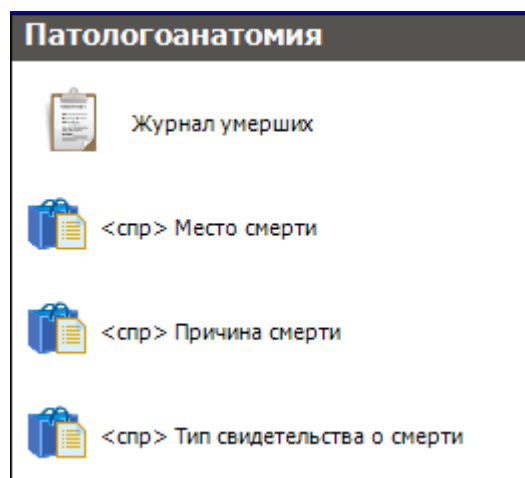 Патологоанатомия
Журнал умерших
<спр> Место смерти
<спр> Причина смерти
<спр> Тип свидетельства о смерти